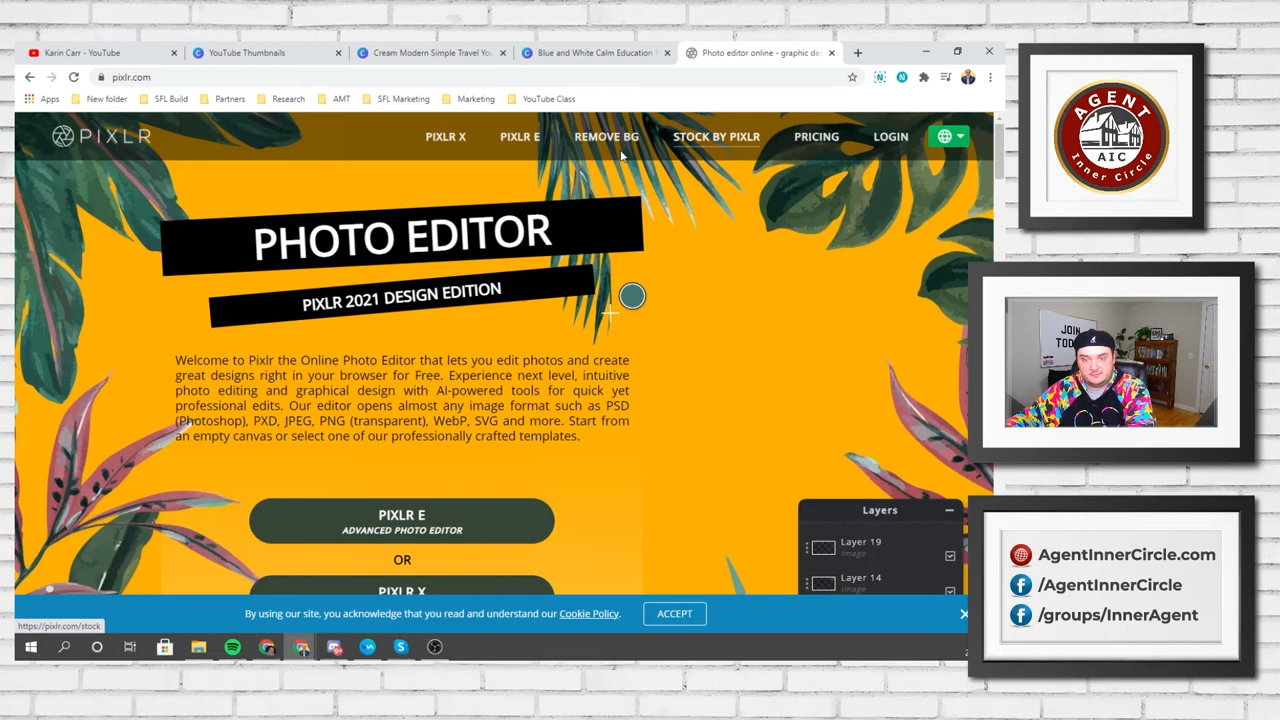 Karin Carr - YouTube
YouTube Thumbnails
Cream Modern Simple Travel Yo
Blue and White Calm Education
Photo editor online - graphic de
pixlr.com
Apps
New folder
SFL Build
Partners
Research
AMT
SFL Marketing
Marketing
YouTube Class
PIXLR
PIXLR X
PIXLR E
REMOVE BG
STOCK BY PIXLR
PRICING
LOGIN
PHOTO EDITOR
PIXLR 2021 DESIGN EDITION
Welcome to Pixlr the Online Photo Editor that lets you edit photos and create
great designs right in your browser for Free. Experience next level, intuitive
photo editing and graphical design with AI-powered tools for quick yet
professional edits. Our editor opens almost any image format such as PSD
(Photoshop), PXD, JPEG, PNG (transparent), WebP, SVG and more. Start from
an empty canvas or select one of our professionally crafted templates.
PIXLR E
ADVANCED PHOTO EDITOR
OR
PIXLR X
Layers
Layer 19
Image
Layer 14
Image
By using our site, you acknowledge that you read and understand our Cookie Policy.
ACCEPT
https://pixlr.com/stock
AGENT
AIC
Inner Circle
JOIN
AgentInnerCircle.com
/AgentInnerCircle
/groups/InnerAgent